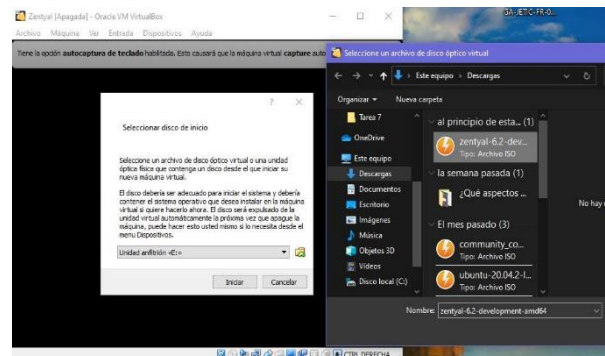 Zentyal [Apagada] - Oracle VM VirtualBox
Archivo Máquina Ver Entrada Dispositivos Ayuda
Tiene la opción autocaptura de teclado habilitada. Esto causará que la máquina virtual capture auto
Seleccionar disco de inicio
Seleccione un archivo de disco óptico virtual o una unidad
óptica física que contenga un disco desde el que iniciar su
nueva máquina virtual.
El disco debería ser adecuado para iniciar el sistema y debería
contener el sistema operativo que desea instalar en la máquina
virtual si quiere hacerlo ahora. El disco será expulsado de la
unidad virtual automáticamente la próxima vez que apague la
máquina, puede hacer esto usted mismo si lo necesita desde el
menu Dispositivos.
Unidad anfitrión «E:»
Iniciar Cancelar
CTRL DERECHA
Seleccione un archivo de disco óptico virtual
Este equipo > Descargas
Organizar Nueva carpeta
Tarea 7
OneDrive
Este equipo
Descargas
Documentos
Escritorio
Imágenes
Música
Objetos 3D
Vídeos
Disco local (C:)
al principio de esta... (1)
zentyal-6.2-dev...
Tipo: Archivo ISO
la semana pasada (1)
¿Qué aspectos ...
El mes pasado (3)
community_co...
Tipo: Archivo ISO
ubuntu-20.04.2-l...
Tipo: Archivo ISO
No hay
Nombre: zentyal-6.2-development-amd64